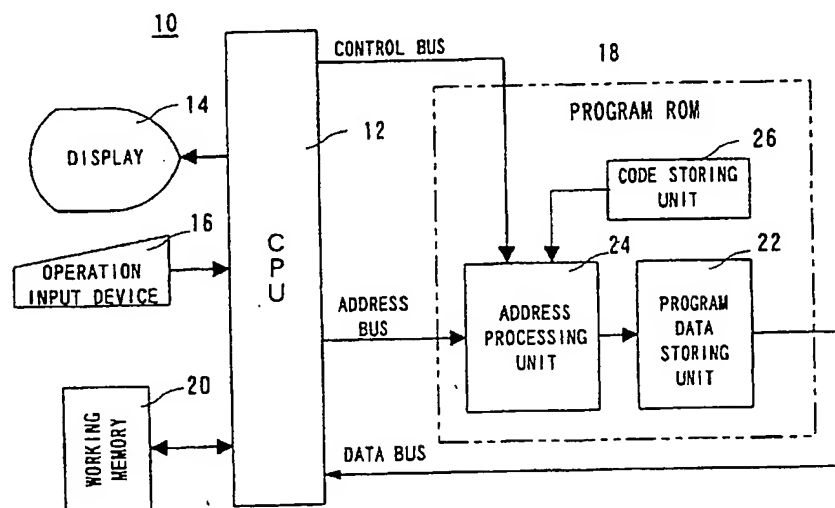 10
CONTROL BUS
18
14
12
PROGRAM ROM
DISPLAY
26
CODE STORING
UNIT
16
CPU
24
22
OPERATION
INPUT DEVICE
ADDRESS
BUS
ADDRESS
PROCESSING
UNIT
PROGRAM
DATA
STORING
UNIT
20
WORKING
MEMORY
DATA BUS